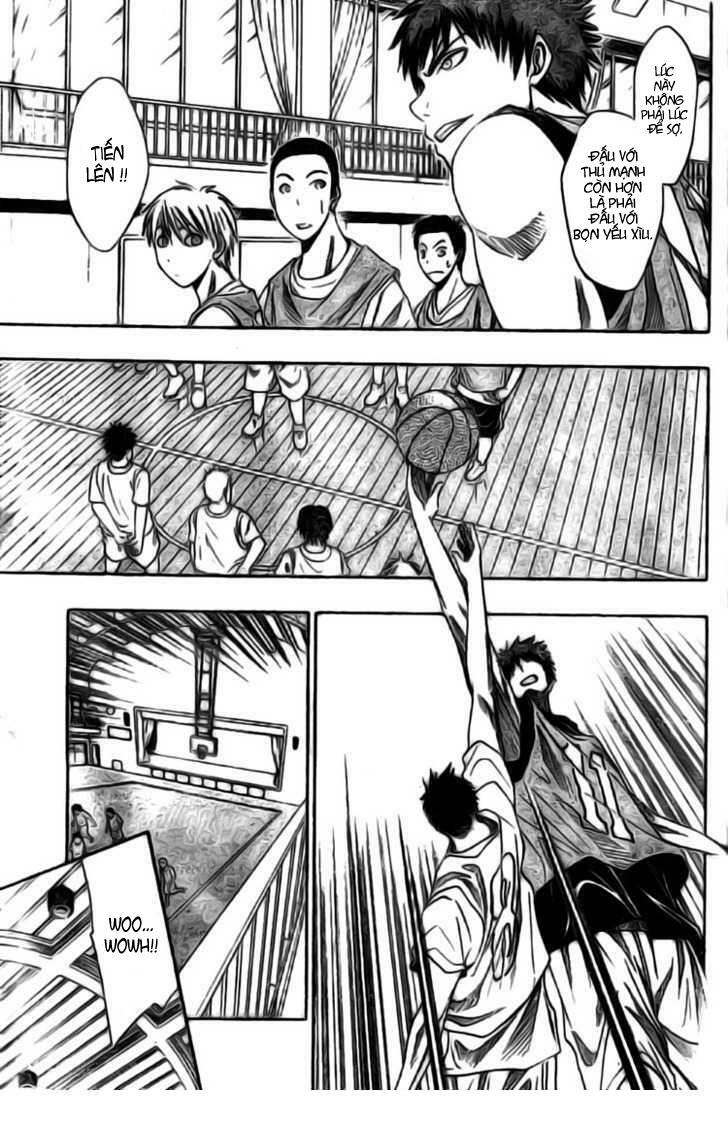 LÚC
NÀY
KHÔNG
PHẢI LÚC
ĐỂ SỢ.
ĐẤU VỚI
THỦ MẠNH
CÒN HƠN
LÀ PHẢI
ĐẤU VỚI
BỌN YẾU XÌU.
TIẾN
LÊN !!
WOO...
WOWH!!